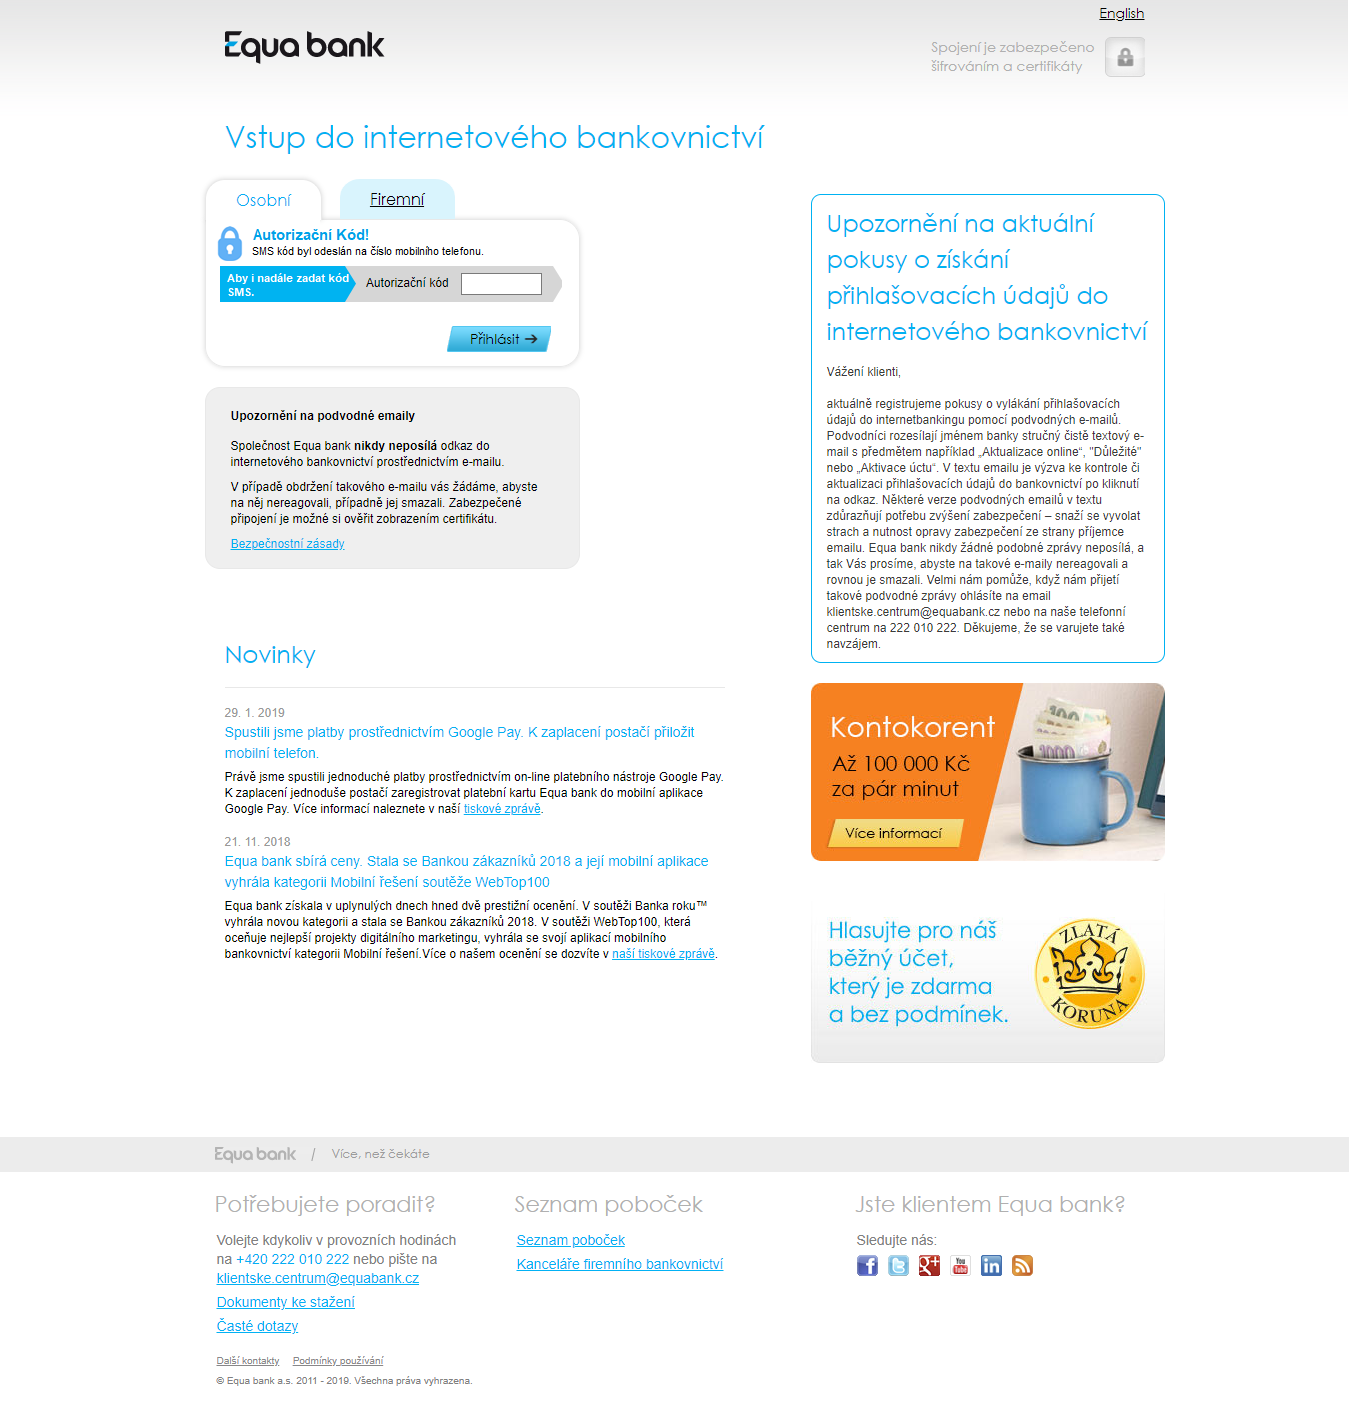 English
Equa bank
Spojení je zabezpečeno
šifrováním a certifikáty
Vstup do internetového bankovnictví
Osobní
Firemní
Autorizační Kód!
SMS kód byl odeslán na číslo mobilního telefonu.
Aby i nadále zadat kód
SMS.
Autorizační kód
Přihlásit
Upozornění na podvodné emaily
Společnost Equa bank nikdy neposílá odkaz do
internetového bankovnictví prostřednictvím e-mailu.
V případě obdržení takového e-mailu vás žádáme, abyste
na něj nereagovali, případně jej smazali. Zabezpečené
připojení je možné si ověřit zobrazením certifikátu.
Bezpečnostní zásady
Upozornění na aktuální
pokusy o získání
přihlašovacích údajů do
internetového bankovnictví
Vážení klienti,
aktuálně registrujeme pokusy o vylákání přihlašovacích
údajů do internetbankingu pomocí podvodných e-mailů.
Podvodníci rozesílají jménem banky stručný čistě textový e-
mail s předmětem například „Aktualizace online“, "Důležité"
nebo „Aktivace úctu“. V textu emailu je výzva ke kontrole či
aktualizaci přihlašovacích údajů do bankovnictví po kliknutí
na odkaz. Některé verze podvodných emailů v textu
zdůrazňují potřebu zvýšení zabezpečení – snaží se vyvolat
strach a nutnost opravy zabezpečení ze strany příjemce
emailu. Equa bank nikdy žádné podobné zprávy neposílá, a
tak Vás prosíme, abyste na takové e-maily nereagovali a
rovnou je smazali. Velmi nám pomůže, když nám přijetí
takové podvodné zprávy ohlásíte na email
klientske.centrum@equabank.cz nebo na naše telefonní
centrum na 222 010 222. Děkujeme, že se varujete také
navzájem.
Novinky
29. 1. 2019
Spustili jsme platby prostřednictvím Google Pay. K zaplacení postačí přiložit
mobilní telefon.
Právě jsme spustili jednoduché platby prostřednictvím on-line platebního nástroje Google Pay.
K zaplacení jednoduše postačí zaregistrovat platební kartu Equa bank do mobilní aplikace
Google Pay. Více informací naleznete v naší tiskové zprávě.
21. 11. 2018
Equa bank sbírá ceny. Stala se Bankou zákazníků 2018 a její mobilní aplikace
vyhrála kategorii Mobilní řešení soutěže WebTop100
Equa bank získala v uplynulých dnech hned dvě prestižní ocenění. V soutěži Banka roku™
vyhrála novou kategorii a stala se Bankou zákazníků 2018. V soutěži WebTop100, která
oceňuje nejlepší projekty digitálního marketingu, vyhrála se svojí aplikací mobilního
bankovnictví kategorii Mobilní řešení.Více o našem ocenění se dozvíte v naší tiskové zprávě.
Kontokorent
Až 100 000 Kč
za pár minut
Více informací
Hlasujte pro náš
běžný účet,
který je zdarma
a bez podmínek.
ZLATÁ
KORUNA
Equa bank / Více, než čekáte
Potřebujete poradit?
Volejte kdykoliv v provozních hodinách
na +420 222 010 222 nebo pište na
klientske.centrum@equabank.cz
Dokumenty ke stažení
Časté dotazy
Seznam poboček
Seznam poboček
Kanceláře firemního bankovnictví
Jste klientem Equa bank?
Sledujte nás:
Další kontakty Podmínky používání
© Equa bank a.s. 2011 - 2019. Všechna práva vyhrazena.